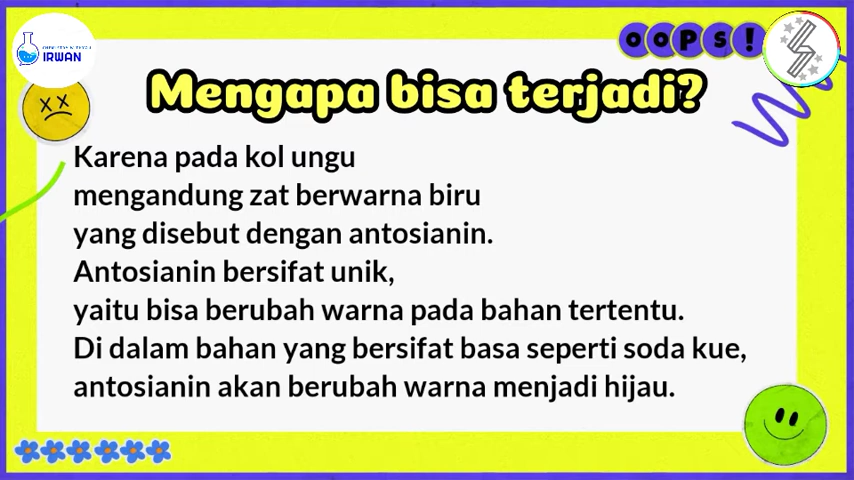 IRWAN
OOPS!
Mengapa bisa terjadi?
Karena pada kol ungu
mengandung zat berwarna biru
yang disebut dengan antosianin.
Antosianin bersifat unik,
yaitu bisa berubah warna pada bahan tertentu.
Di dalam bahan yang bersifat basa seperti soda kue,
antosianin akan berubah warna menjadi hijau.